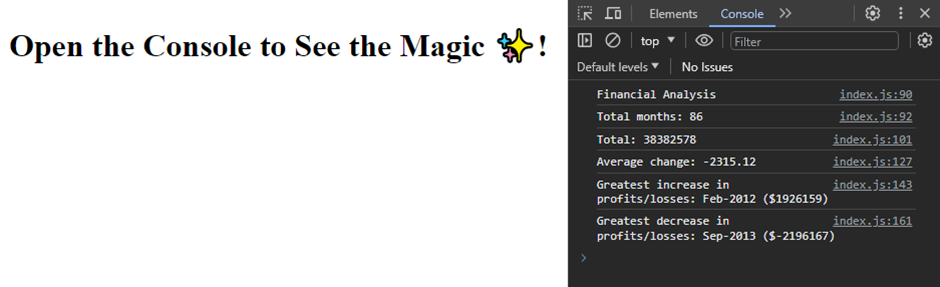 Open the Console to See the Magic ✨!
Elements Console
top Filter
Default levels No Issues
Financial Analysis index.js:90
Total months: 86 index.js:92
Total: 38382578 index.js:101
Average change: -2315.12 index.js:127
Greatest increase in index.js:143
profits/losses: Feb-2012 ($1926159)
Greatest decrease in index.js:161
profits/losses: Sep-2013 ($-2196167)